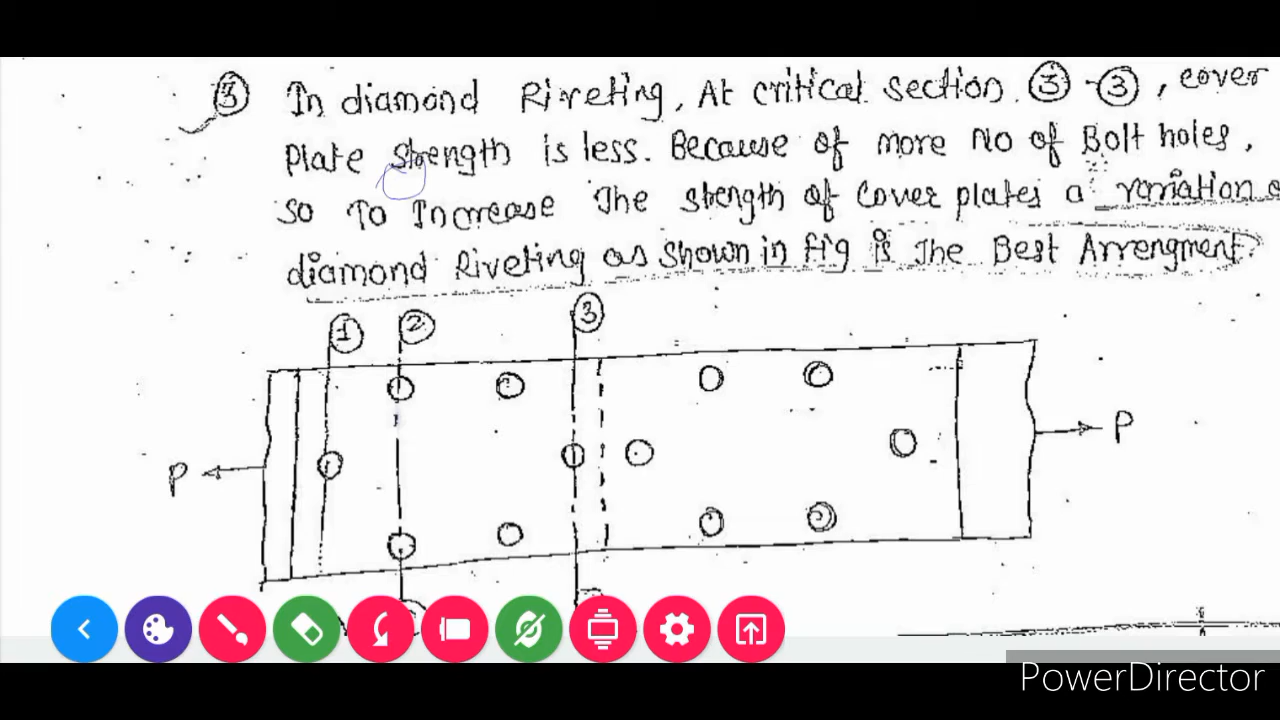 ③ In diamond Riveting, At critical section ③-③, cover
plate strength is less. Because of more No of Bolt holes,
so To Increase The strength of cover plates a variation o
diamond Riveting as shown in fig is The Best Arrengment
① ② ③
P P
PowerDirector